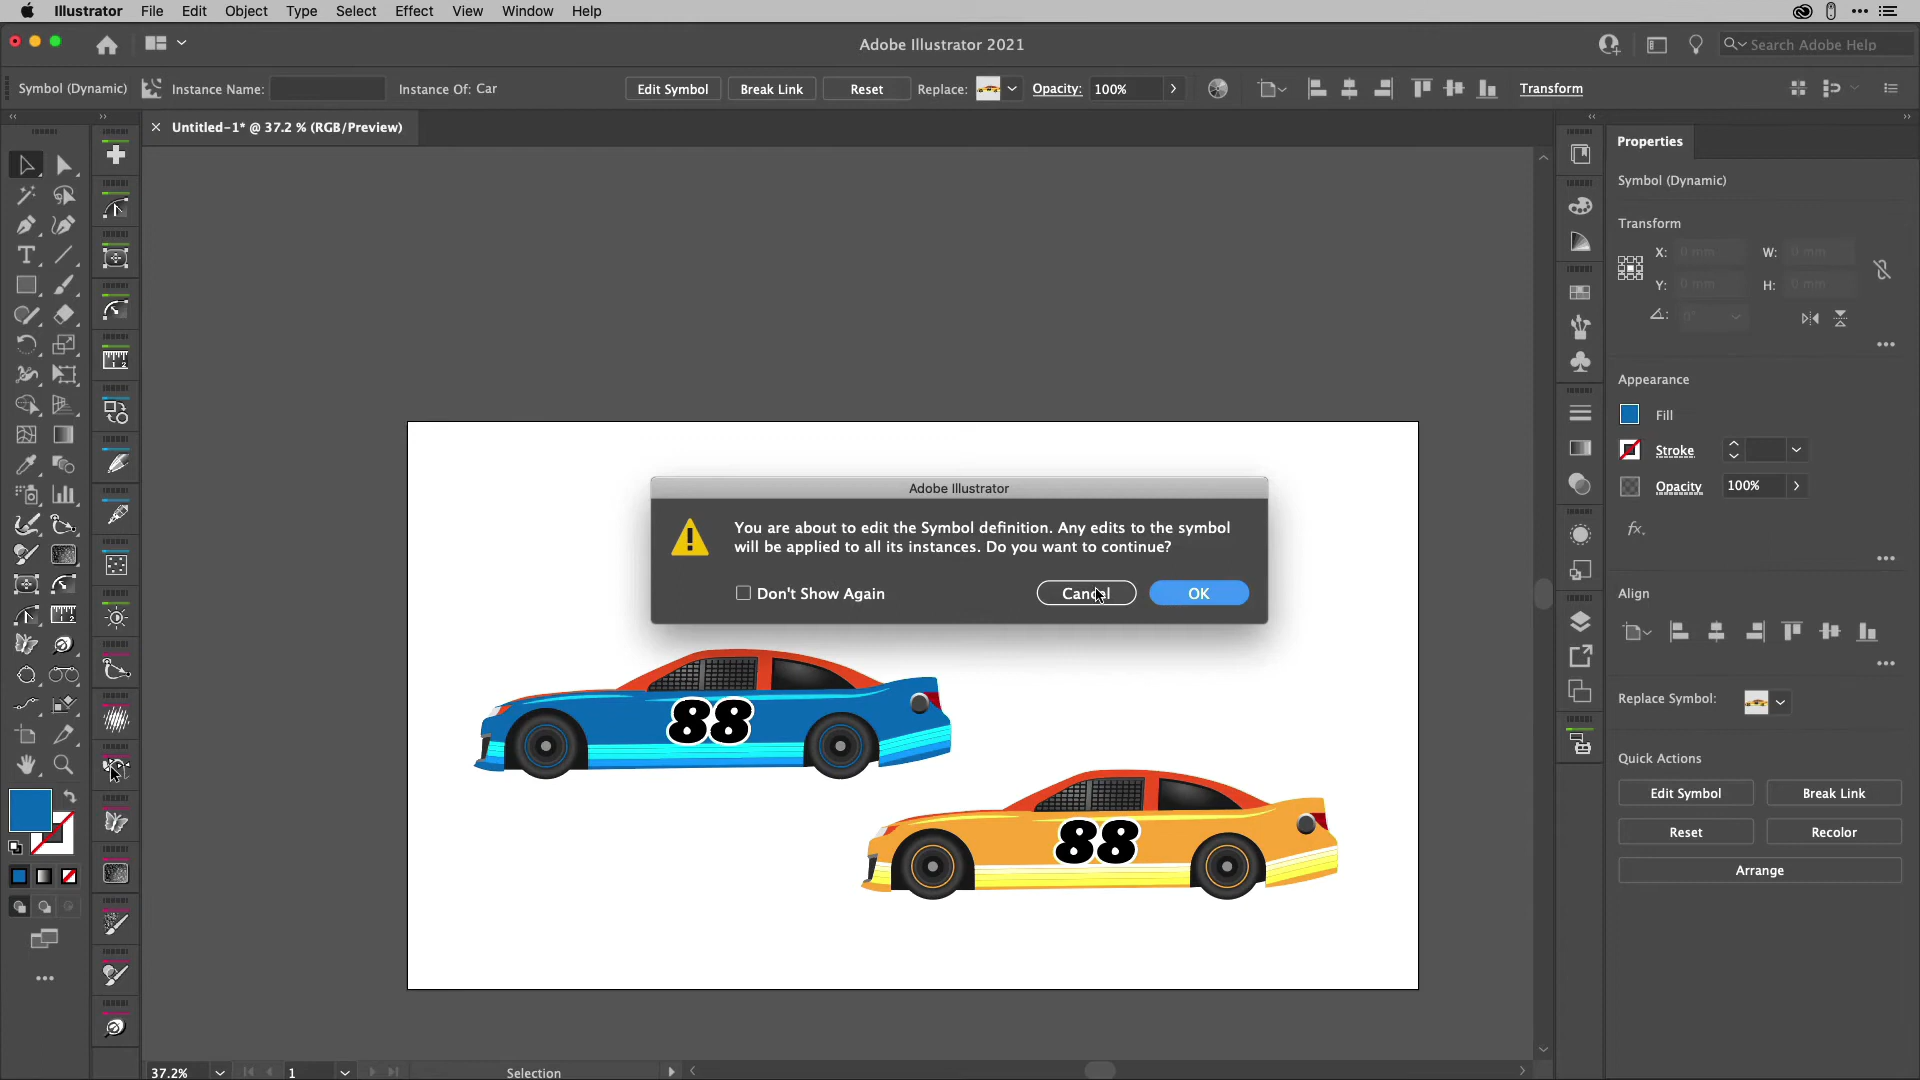 Illustrator File Edit Object Type Select Effect View Window Help
Adobe Illustrator 2021
Search Adobe Help
Symbol (Dynamic) Instance Name: Instance Of: Car Edit Symbol Break Link Reset Replace: Opacity: 100% Transform
Untitled-1* @ 37.2 % (RGB/Preview)
Properties
Symbol (Dynamic)
Transform
X: 0 mm W: 0 mm
Y: 0 mm H: 0 mm
0°
Appearance
Fill
Stroke
Opacity 100%
fx.
Align
Replace Symbol:
Quick Actions
Edit Symbol Break Link
Reset Recolor
Arrange
Adobe Illustrator
You are about to edit the Symbol definition. Any edits to the symbol
will be applied to all its instances. Do you want to continue?
Don't Show Again Cancel OK
88
88
37.2% 1 Selection